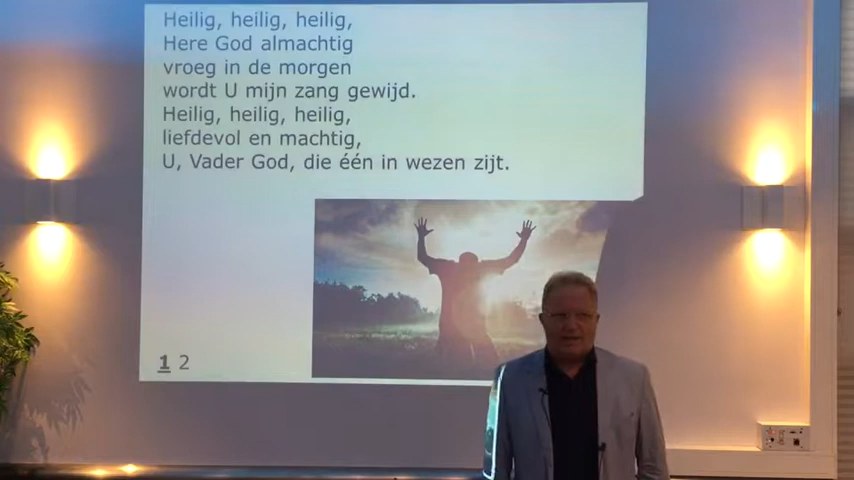 Heilig, heilig, heilig,
Here God almachtig
vroeg in de morgen
wordt U mijn zang gewijd.
Heilig, heilig, heilig,
liefdevol en machtig,
U, Vader God, die één in wezen zijt.
1 2